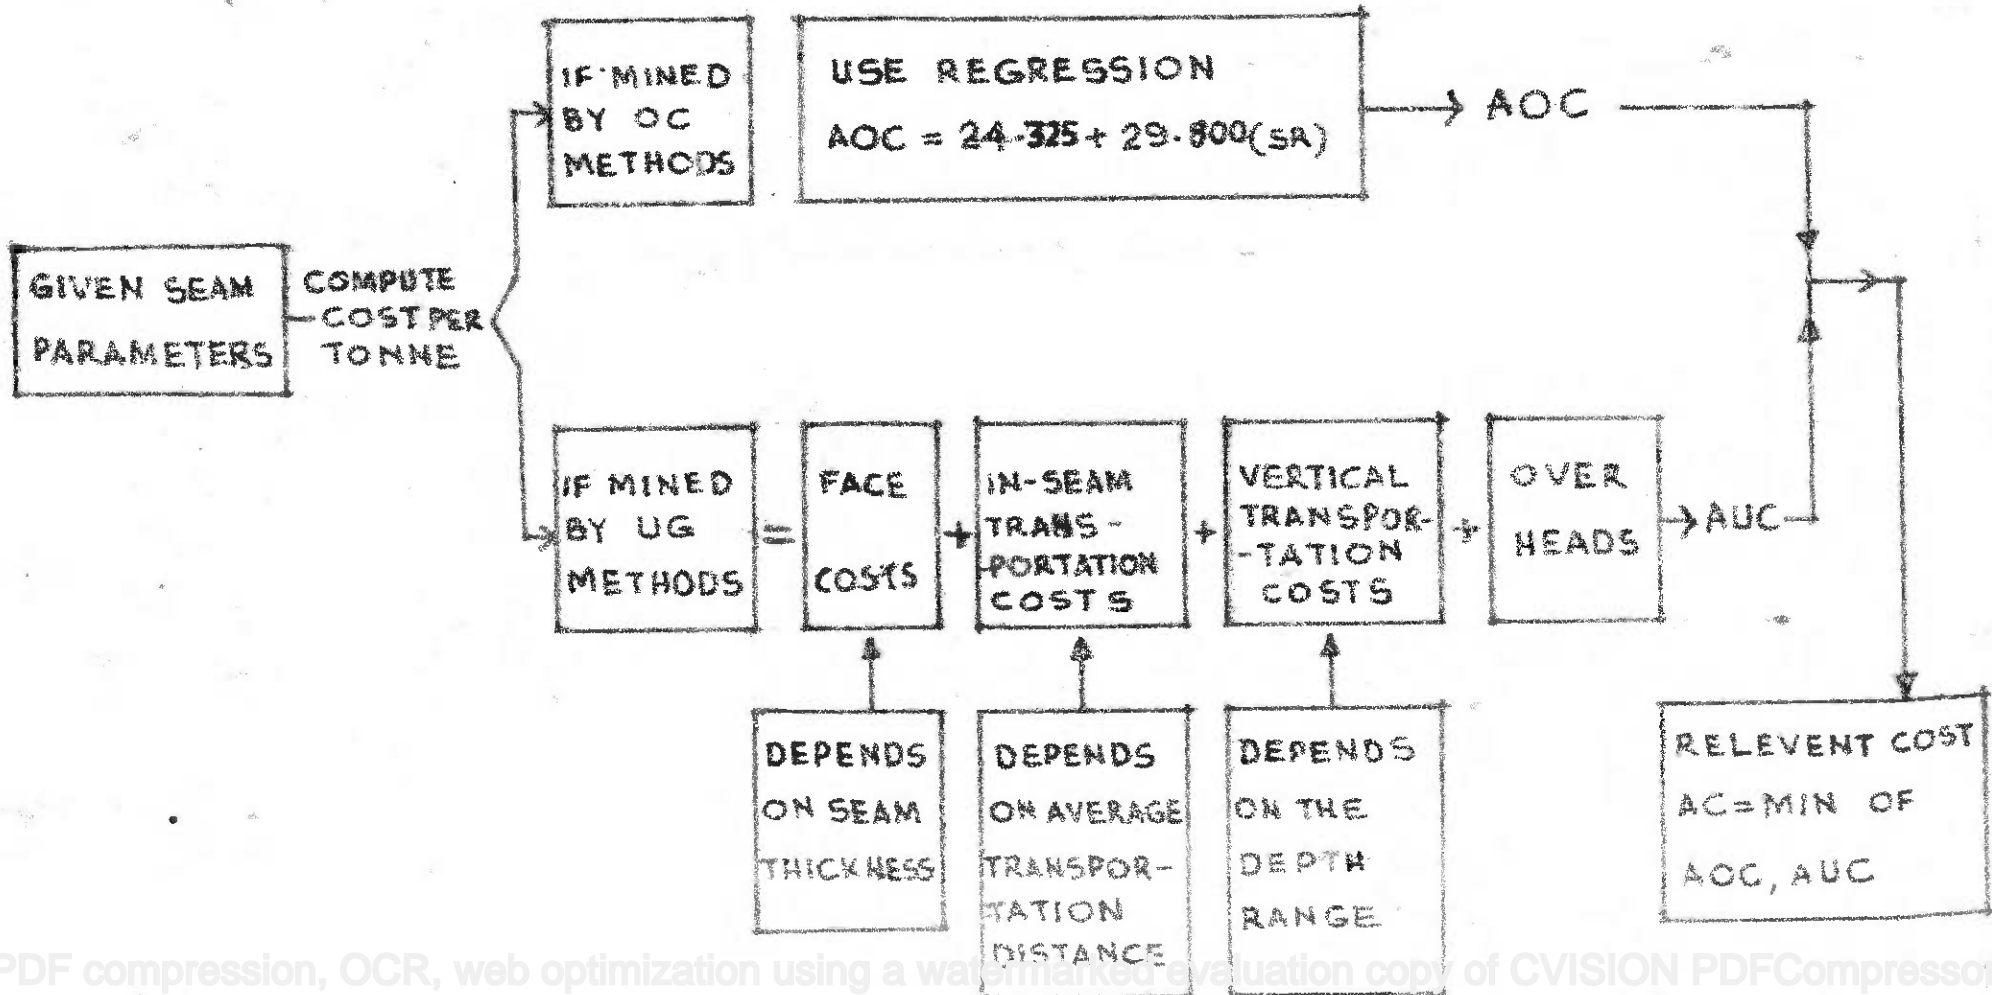 IF MINED
BY OC
METHODS
USE REGRESSION
AOC = 24.325 + 29.800(SR)
AOC
GIVEN SEAM
PARAMETERS
COMPUTE
COST PER
TONNE
IF MINED
BY UG
METHODS
=
FACE
COSTS
+
IN-SEAM
TRANS-
-PORTATION
COSTS
+
VERTICAL
TRANSPOR-
-TATION
COSTS
+
OVER
HEADS
AUC
DEPENDS
ON SEAM
THICKNESS
DEPENDS
ON AVERAGE
TRANSPOR-
-TATION
DISTANCE
DEPENDS
ON THE
DEPTH
RANGE
RELEVENT COST
AC=MIN OF
AOC, AUC
PDF compression, OCR, web optimization using a watermarked evaluation copy of CVISION PDFCompressor